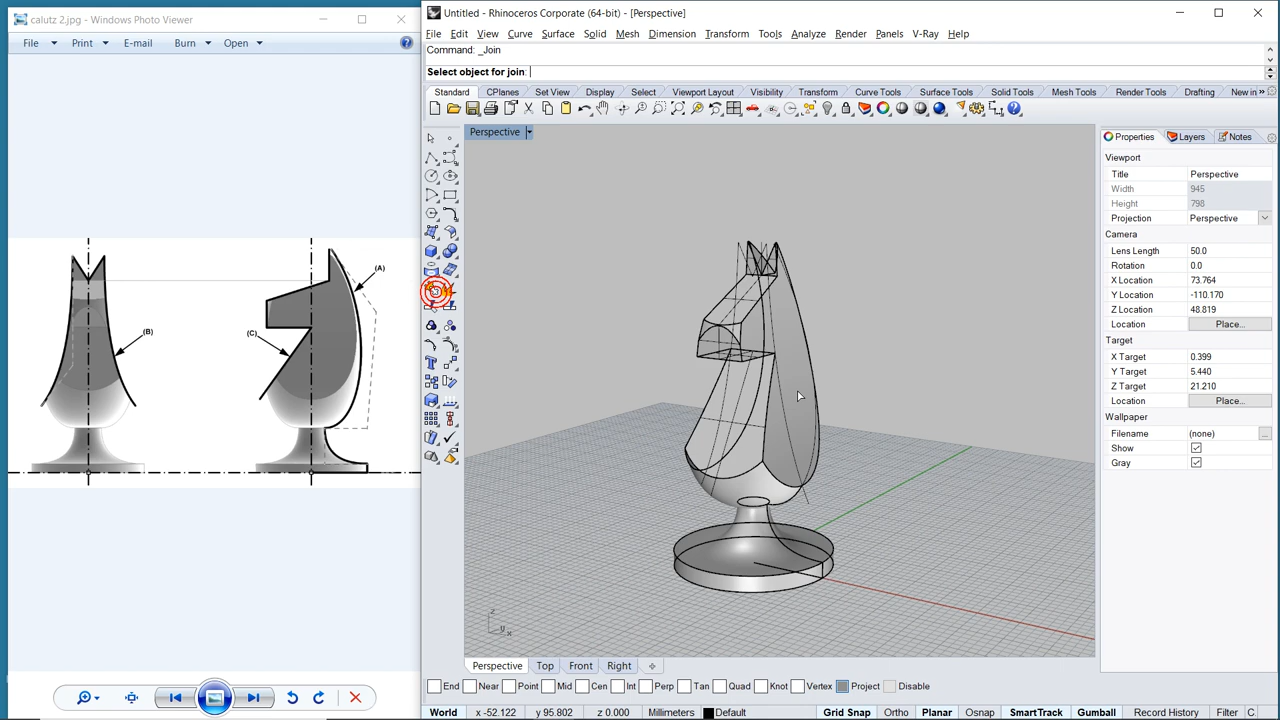 calutz 2.jpg - Windows Photo Viewer
File
Print
E-mail
Burn
Open
(A)
(B)
(C)
Untitled - Rhinoceros Corporate (64-bit) - [Perspective]
File Edit View Curve Surface Solid Mesh Dimension Transform Tools Analyze Render Panels V-Ray Help
Command: _Join
Select object for join:
Standard CPlanes Set View Display Select Viewport Layout Visibility Transform Curve Tools Surface Tools Solid Tools Mesh Tools Render Tools Drafting New in »
Perspective
z
y
x
Perspective Top Front Right
Properties Layers Notes
Viewport
Title Perspective
Width 945
Height 798
Projection Perspective
Camera
Lens Length 50.0
Rotation 0.0
X Location 73.764
Y Location -110.170
Z Location 48.819
Location Place...
Target
X Target 0.399
Y Target 5.440
Z Target 21.210
Location Place...
Wallpaper
Filename (none) ...
Show
Gray
End Near Point Mid Cen Int Perp Tan Quad Knot Vertex Project Disable
World x -52.122 y 95.802 z 0.000 Millimeters Default Grid Snap Ortho Planar Osnap SmartTrack Gumball Record History Filter C